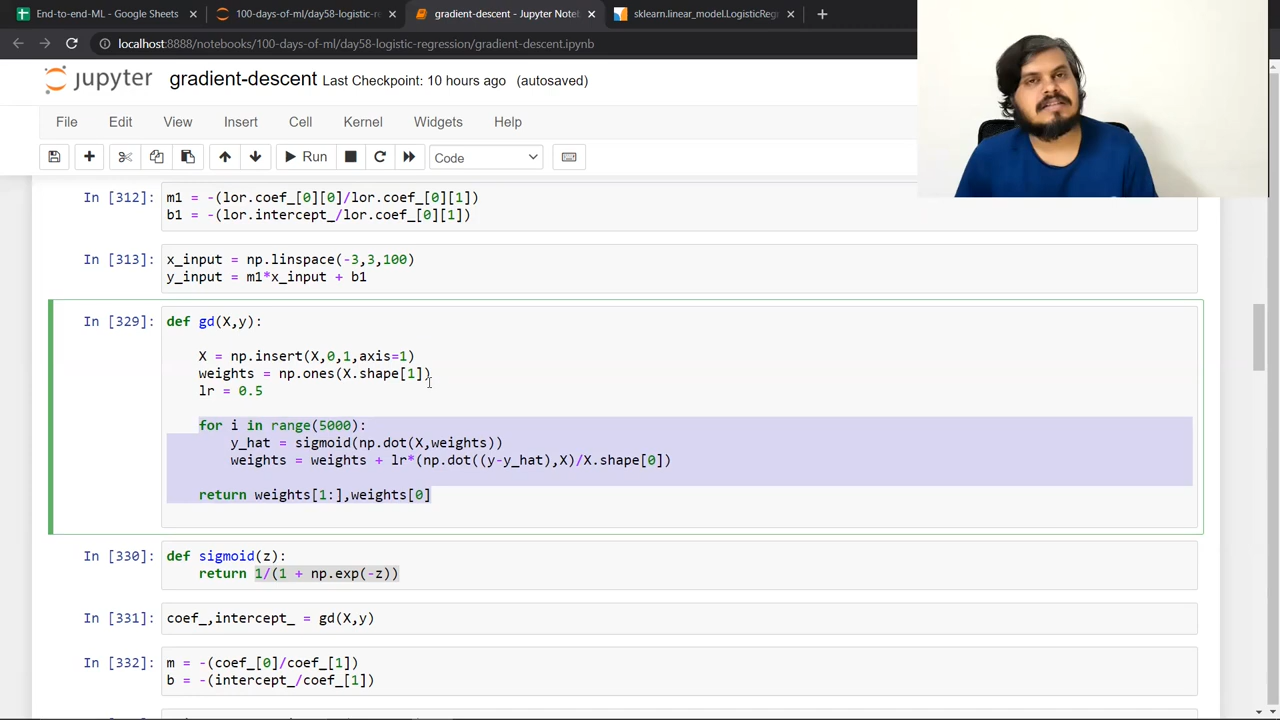 End-to-end-ML - Google Sheets
100-days-of-ml/day58-logistic-re
gradient-descent - Jupyter Note
sklearn.linear_model.LogisticRegr
localhost:8888/notebooks/100-days-of-ml/day58-logistic-regression/gradient-descent.ipynb
jupyter gradient-descent Last Checkpoint: 10 hours ago (autosaved)
File Edit View Insert Cell Kernel Widgets Help
Run Code
In [312]: m1 = -(lor.coef_[0][0]/lor.coef_[0][1])
b1 = -(lor.intercept_/lor.coef_[0][1])
In [313]: x_input = np.linspace(-3,3,100)
y_input = m1*x_input + b1
In [329]: def gd(X,y):
X = np.insert(X,0,1,axis=1)
weights = np.ones(X.shape[1])
lr = 0.5
for i in range(5000):
y_hat = sigmoid(np.dot(X,weights))
weights = weights + lr*(np.dot((y-y_hat),X)/X.shape[0])
return weights[1:],weights[0]
In [330]: def sigmoid(z):
return 1/(1 + np.exp(-z))
In [331]: coef_,intercept_ = gd(X,y)
In [332]: m = -(coef_[0]/coef_[1])
b = -(intercept_/coef_[1])